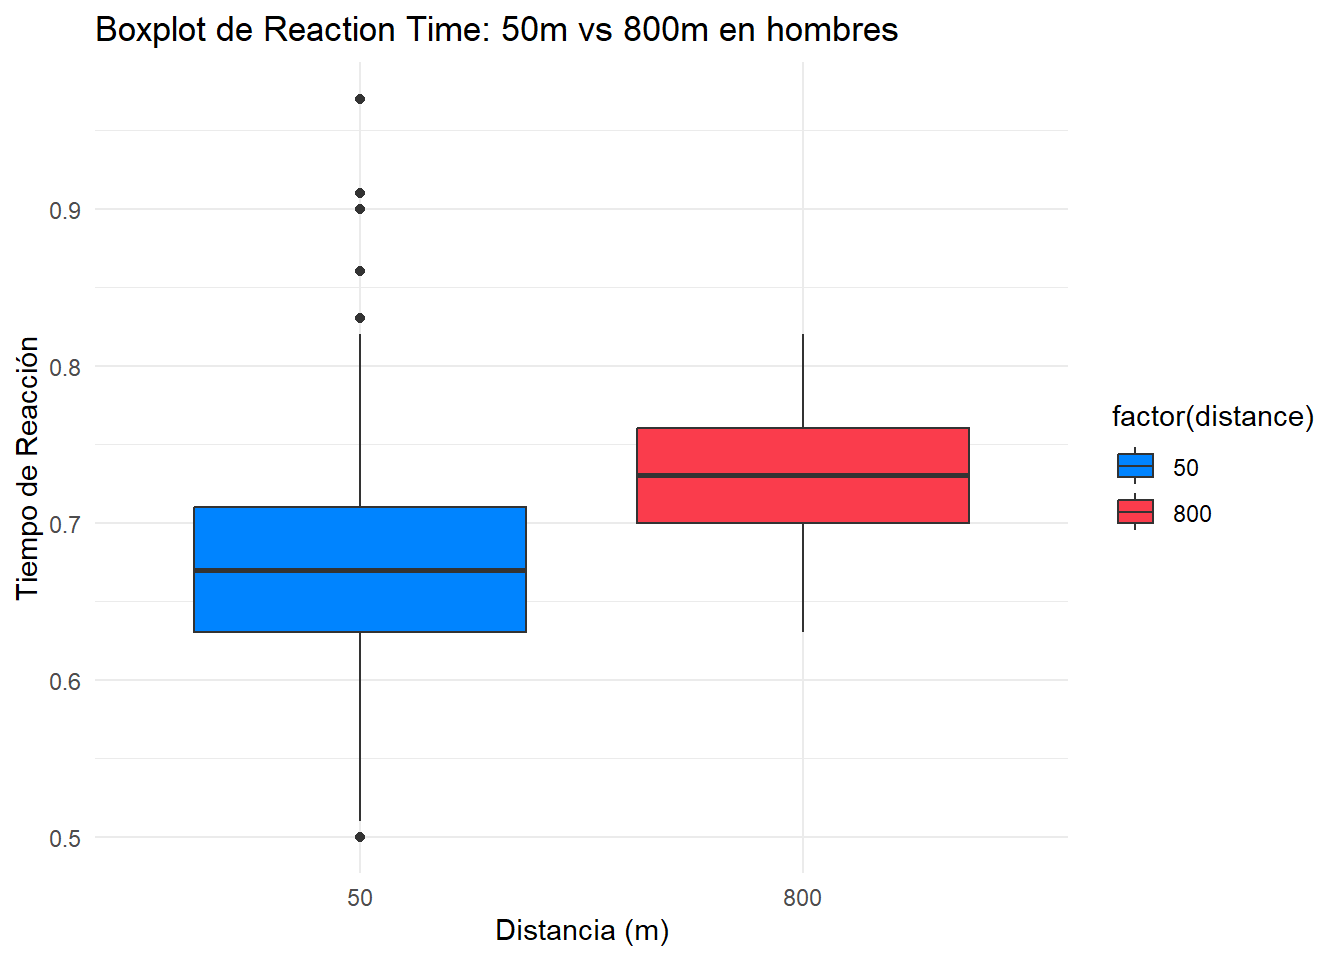 Boxplot de Reaction Time: 50m vs 800m en hombres
Tiempo de Reacción
0.9
0.8
0.7
0.6
0.5
50
800
Distancia (m)
factor(distance)
50
800